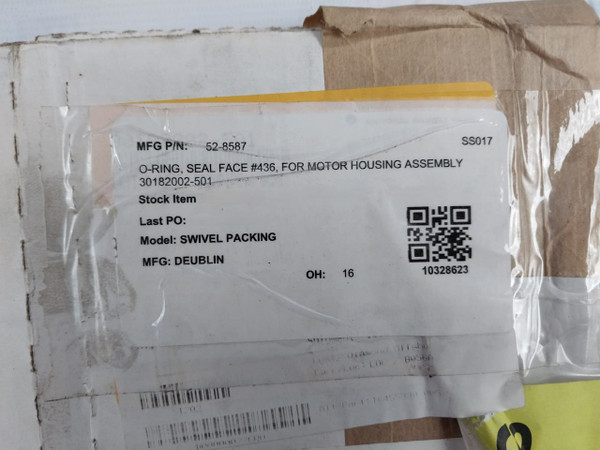 MFG P/N: 52-8587 SS017
O-RING, SEAL FACE #436, FOR MOTOR HOUSING ASSEMBLY
30182002-501
Stock Item
Last PO:
Model: SWIVEL PACKING
MFG: DEUBLIN
OH: 16
10328623